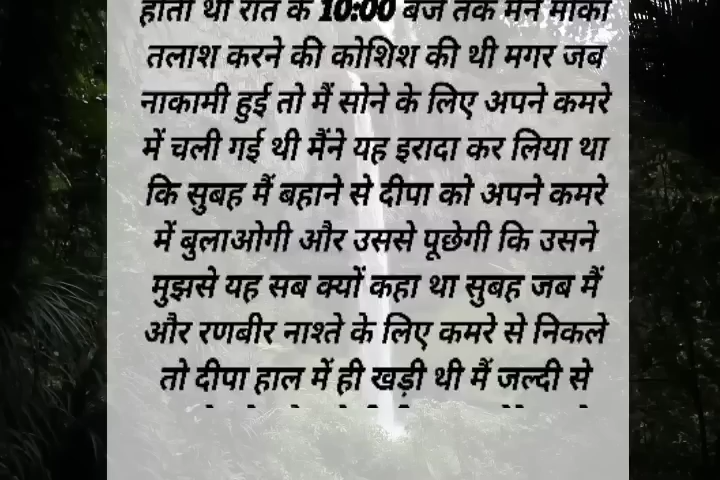 होता था रात के 10:00 बजे तक मैंने मौका
तलाश करने की कोशिश की थी मगर जब
नाकामी हुई तो मैं सोने के लिए अपने कमरे
में चली गई थी मैंने यह इरादा कर लिया था
कि सुबह मैं बहाने से दीपा को अपने कमरे
में बुलाओगी और उससे पूछेगी कि उसने
मुझसे यह सब क्यों कहा था सुबह जब मैं
और रणबीर नाश्ते के लिए कमरे से निकले
तो दीपा हाल में ही खड़ी थी मैं जल्दी से